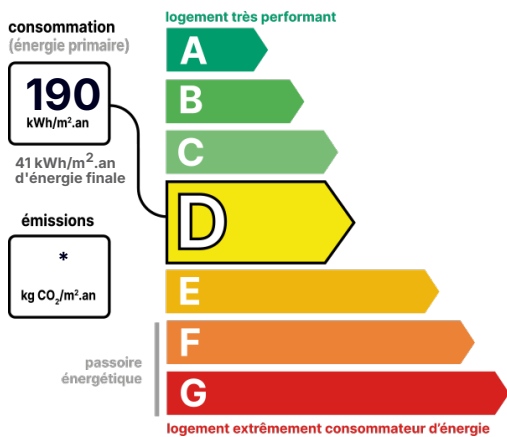 logement très performant
consommation
(énergie primaire)
190
kWh/m².an
41 kWh/m².an
d'énergie finale
émissions
*
kg CO₂/m².an
A
B
C
D
E
F
G
passoire
énergétique
logement extrêmement consommateur d'énergie